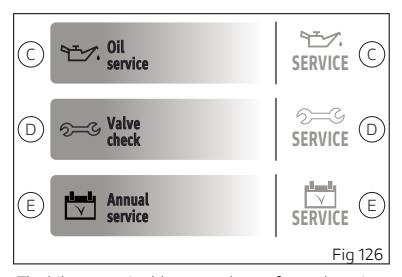 C Oil service SERVICE C
D Valve check SERVICE D
E Annual service SERVICE E
Fig 126